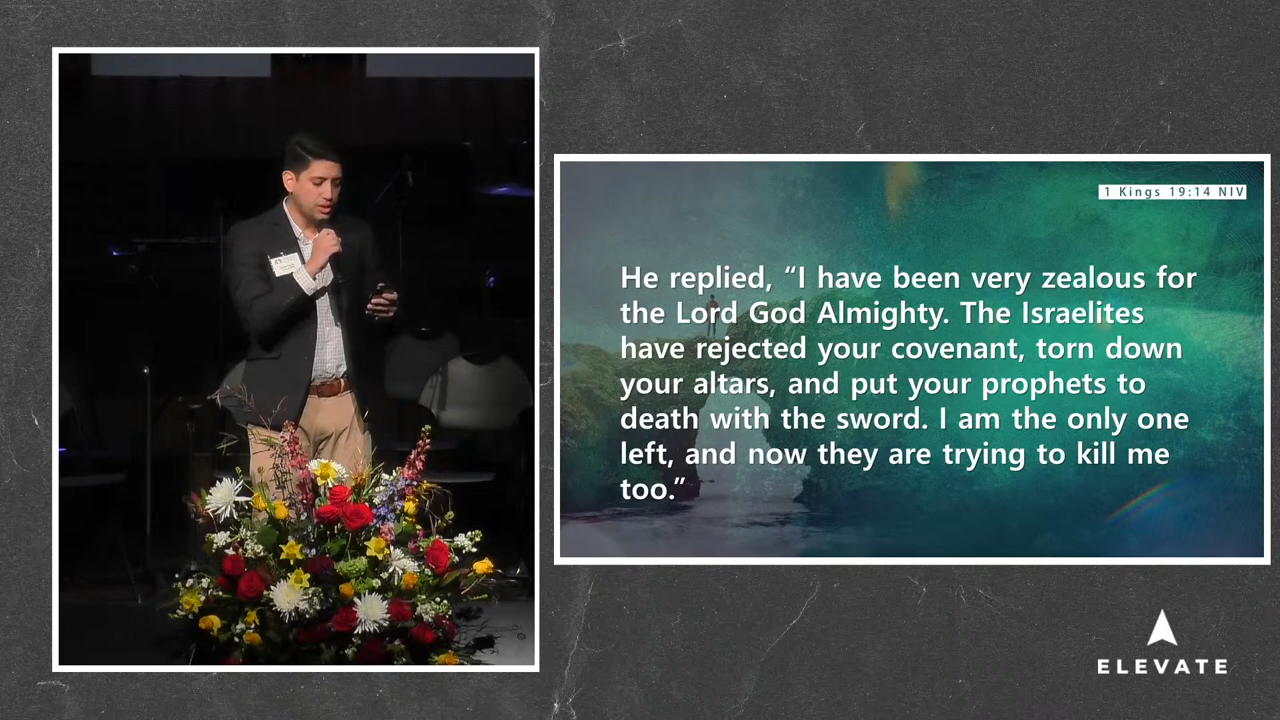 1 Kings 19:14 NIV
He replied, “I have been very zealous for
the Lord God Almighty. The Israelites
have rejected your covenant, torn down
your altars, and put your prophets to
death with the sword. I am the only one
left, and now they are trying to kill me
too.”
ELEVATE